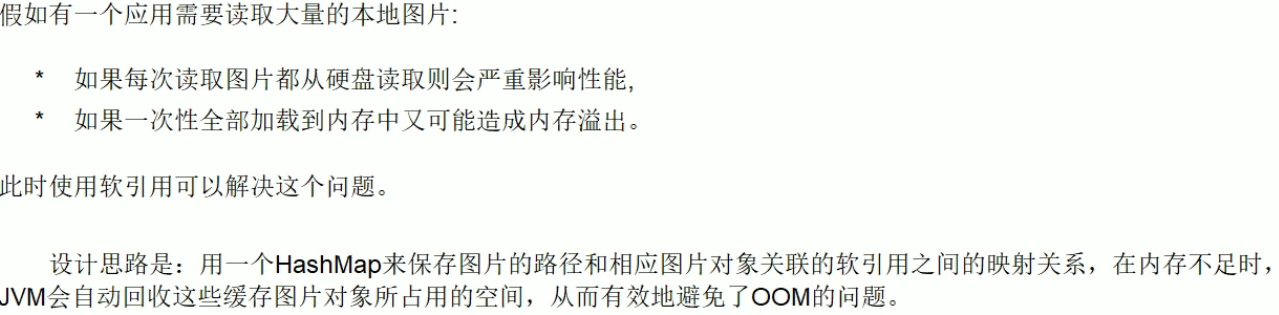 假如有一个应用需要读取大量的本地图片:
* 如果每次读取图片都从硬盘读取则会严重影响性能,
* 如果一次性全部加载到内存中又可能造成内存溢出。
此时使用软引用可以解决这个问题。
设计思路是：用一个HashMap来保存图片的路径和相应图片对象关联的软引用之间的映射关系，在内存不足时，
JVM会自动回收这些缓存图片对象所占用的空间，从而有效地避免了OOM的问题。